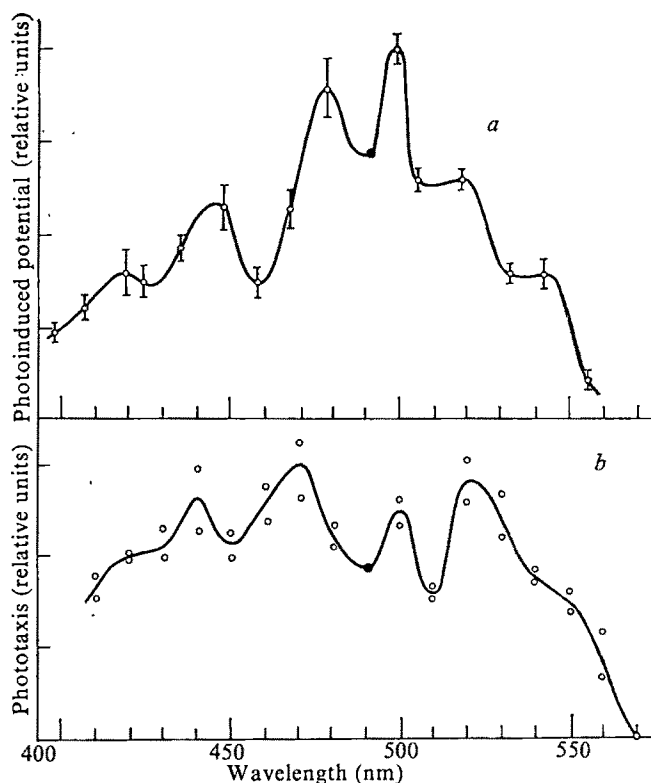 Photoinduced potential (relative units)
a
Phototaxis (relative units)
b
400 450 500 550
Wavelength (nm)